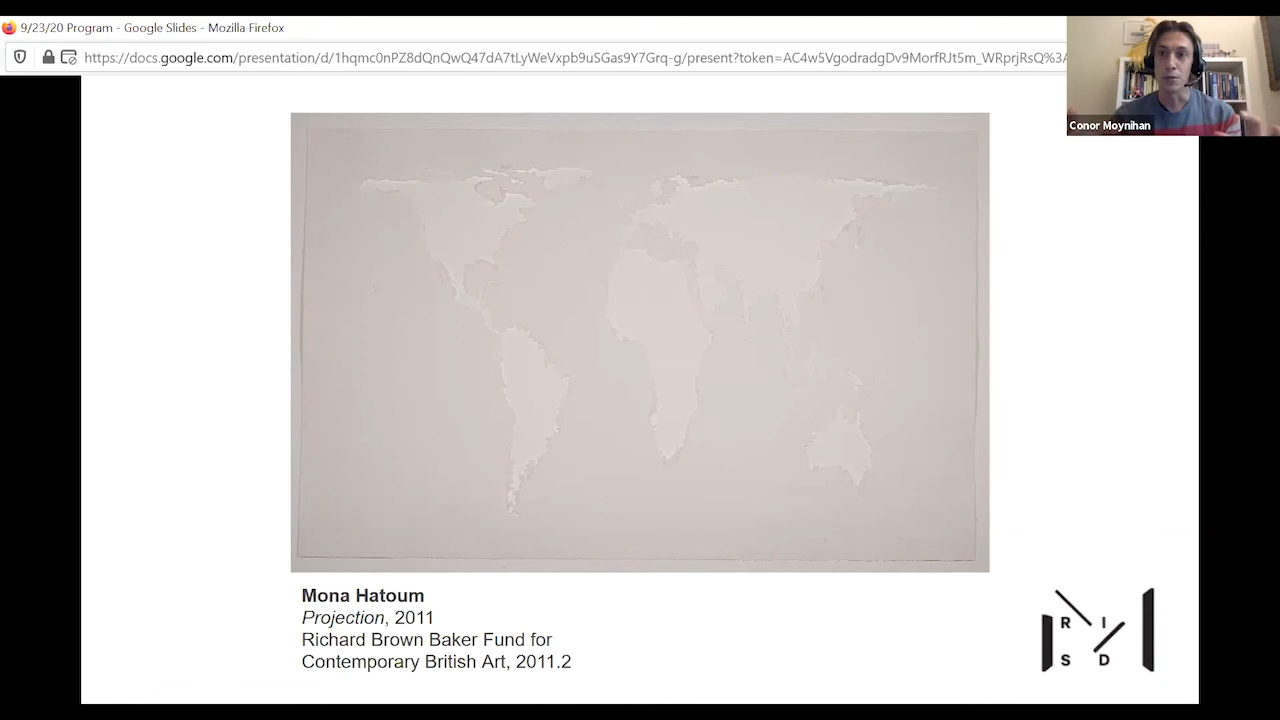 9/23/20 Program - Google Slides - Mozilla Firefox
https://docs.google.com/presentation/d/1hqmc0nPZ8dQnQwQ47dA7tLyWeVxpb9uSGas9Y7Grq-g/present?token=AC4w5VgodradgDv9MorfRJt5m_WRprjRsQ%3A
Conor Moynihan
Mona Hatoum
Projection, 2011
Richard Brown Baker Fund for
Contemporary British Art, 2011.2
R I
S D